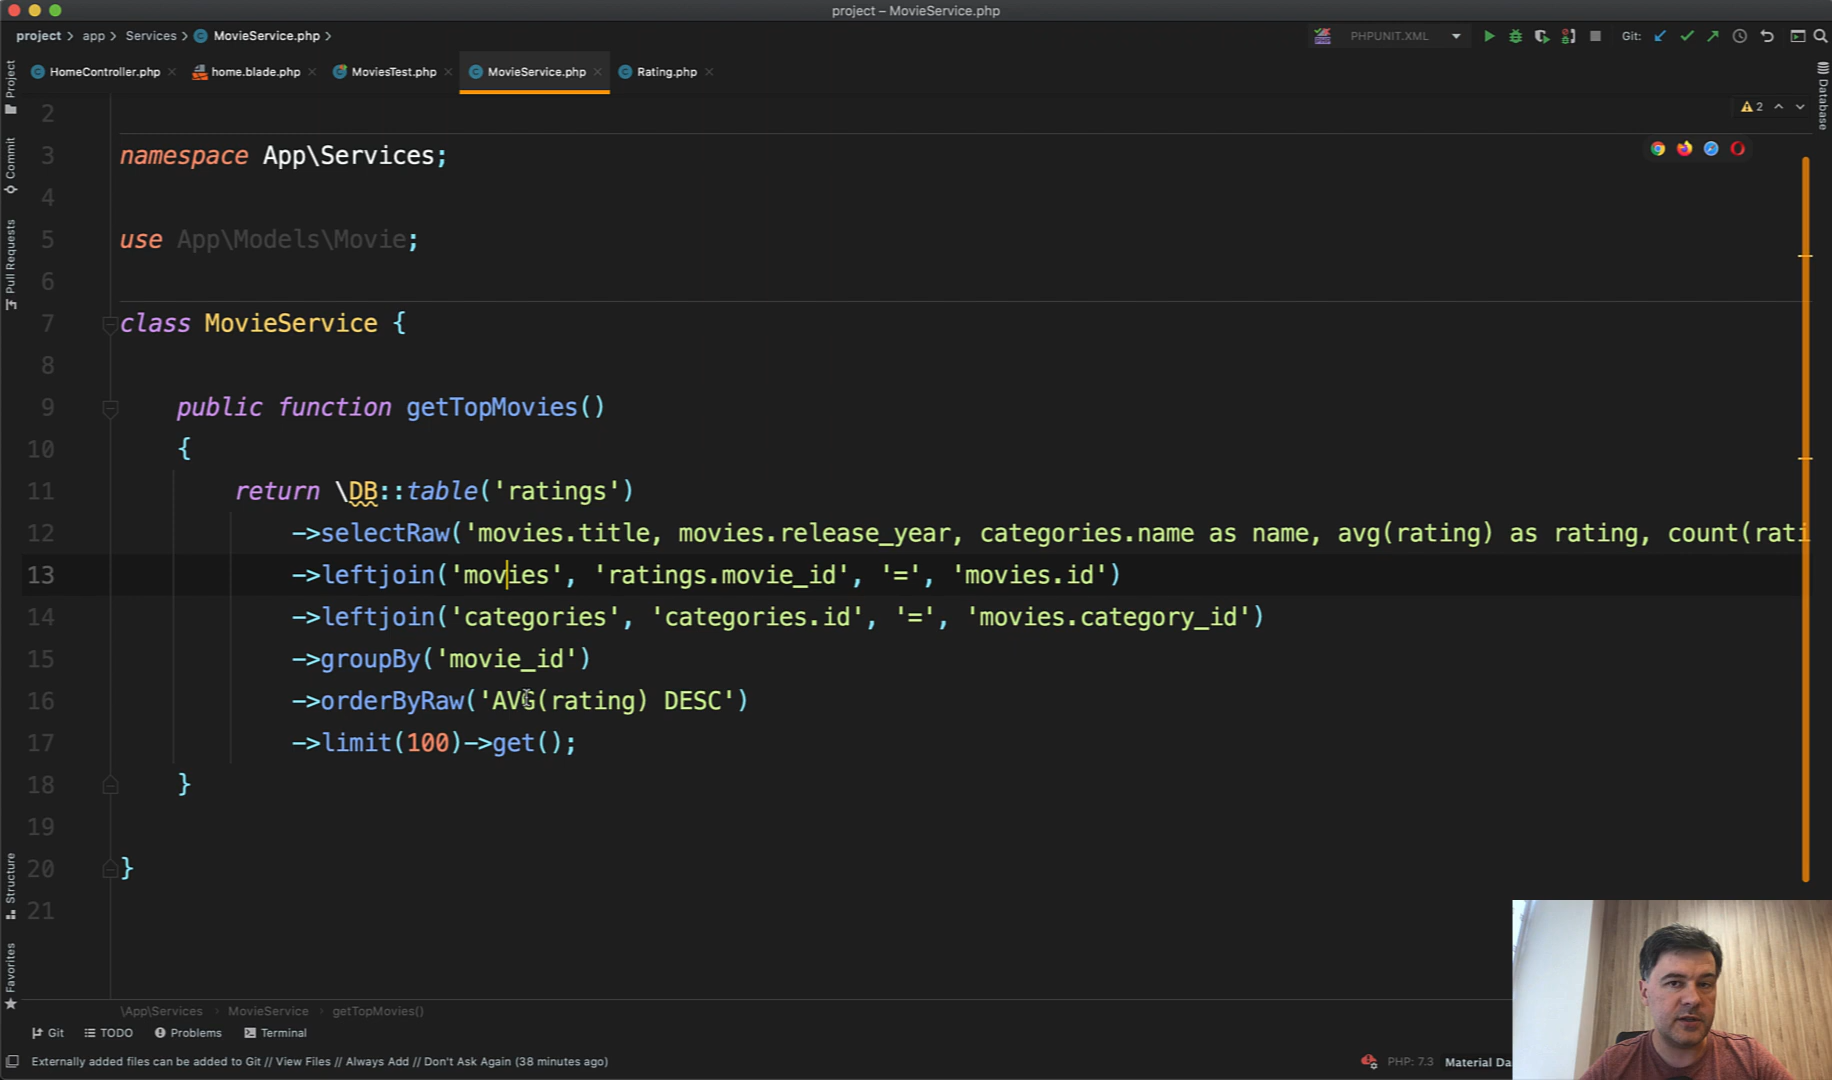 project – MovieService.php
project > app > Services > MovieService.php >
PHPUNIT.XML
Git:
HomeController.php
home.blade.php
MoviesTest.php
MovieService.php
Rating.php
Project
Commit
Pull Requests
Structure
Favorites
Database
2
2
3 namespace App\Services;
4
5 use App\Models\Movie;
6
7 class MovieService {
8
9 public function getTopMovies()
10 {
11 return \DB::table('ratings')
12 ->selectRaw('movies.title, movies.release_year, categories.name as name, avg(rating) as rating, count(rati
13 ->leftjoin('movies', 'ratings.movie_id', '=', 'movies.id')
14 ->leftjoin('categories', 'categories.id', '=', 'movies.category_id')
15 ->groupBy('movie_id')
16 ->orderByRaw('AVG(rating) DESC')
17 ->limit(100)->get();
18 }
19
20 }
21
\App\Services > MovieService > getTopMovies()
Git
TODO
Problems
Terminal
Externally added files can be added to Git // View Files // Always Add // Don't Ask Again (38 minutes ago)
PHP: 7.3
Material Da